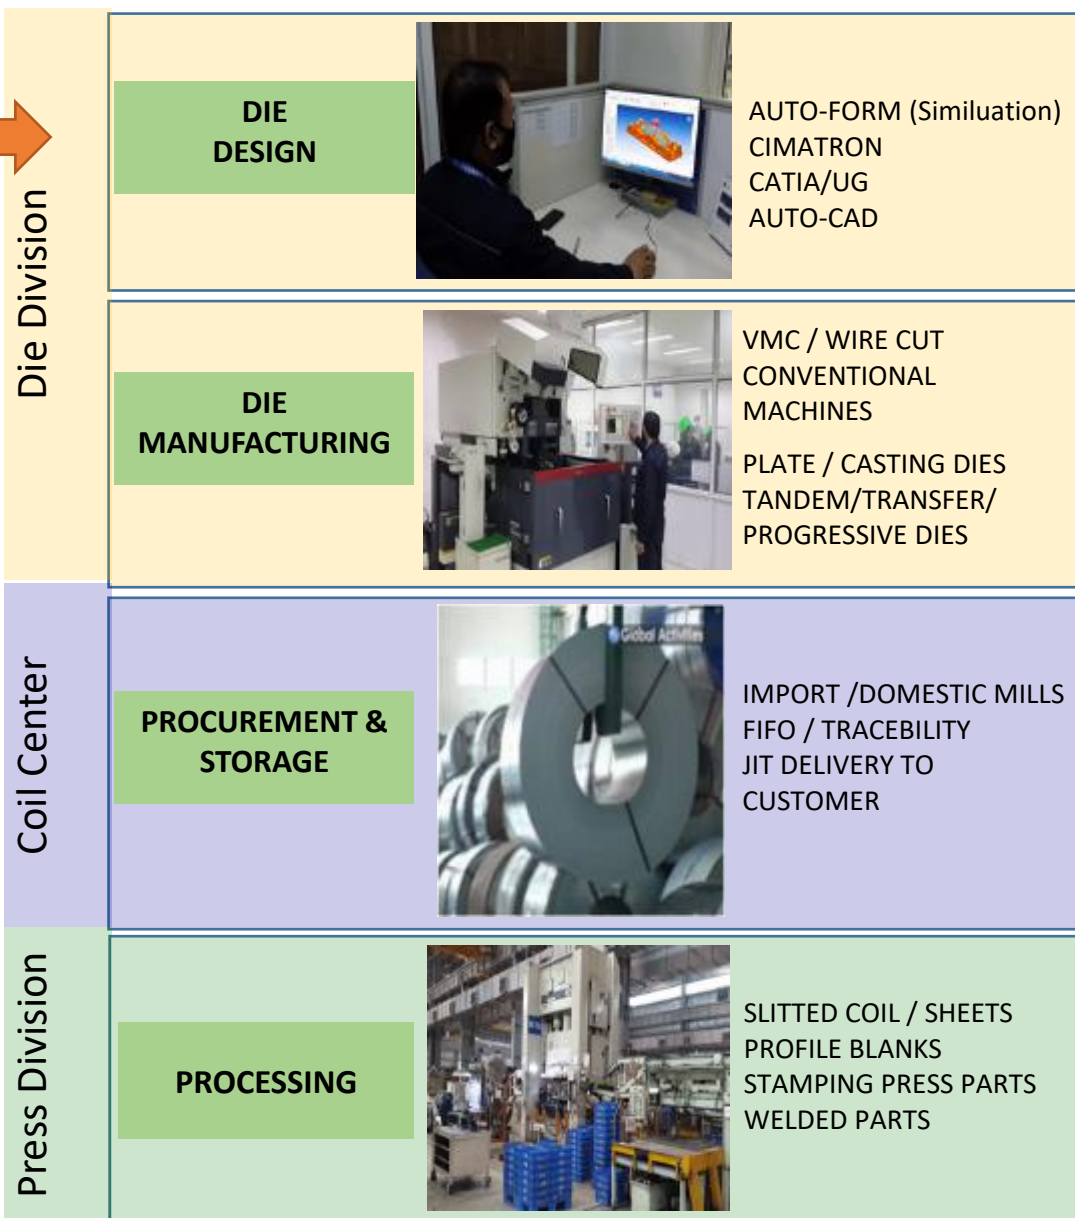 Die Division
DIE
DESIGN
AUTO-FORM (Similuation)
CIMATRON
CATIA/UG
AUTO-CAD
DIE
MANUFACTURING
VMC / WIRE CUT
CONVENTIONAL
MACHINES
PLATE / CASTING DIES
TANDEM/TRANSFER/
PROGRESSIVE DIES
Coil Center
PROCUREMENT &
STORAGE
Global Activities
IMPORT /DOMESTIC MILLS
FIFO / TRACEBILITY
JIT DELIVERY TO
CUSTOMER
Press Division
PROCESSING
SLITTED COIL / SHEETS
PROFILE BLANKS
STAMPING PRESS PARTS
WELDED PARTS